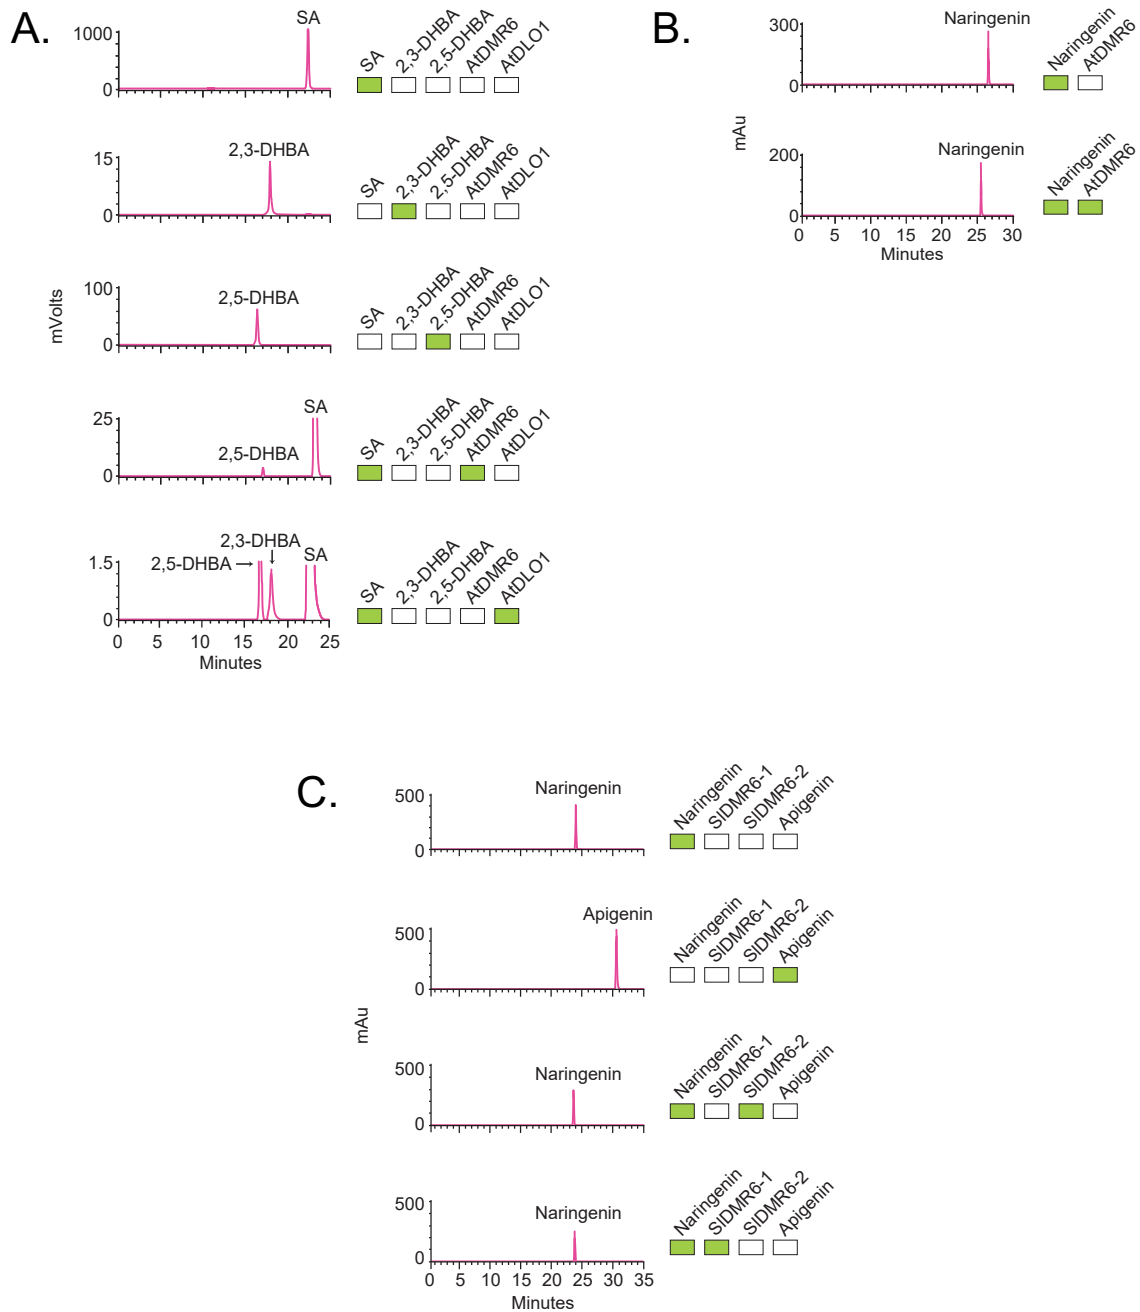 A.
SA
1000
0
SA 2,3-DHBA 2,5-DHBA AtDMR6 AtDLO1
2,3-DHBA
15
0
SA 2,3-DHBA 2,5-DHBA AtDMR6 AtDLO1
mVolts
2,5-DHBA
100
0
SA 2,3-DHBA 2,5-DHBA AtDMR6 AtDLO1
SA
25
2,5-DHBA
0
SA 2,3-DHBA 2,5-DHBA AtDMR6 AtDLO1
2,3-DHBA
SA
1.5
2,5-DHBA
0
SA 2,3-DHBA 2,5-DHBA AtDMR6 AtDLO1
0 5 10 15 20 25
Minutes
B.
Naringenin
300
0
Naringenin AtDMR6
mAu
Naringenin
200
0
Naringenin AtDMR6
0 5 10 15 20 25 30
Minutes
C.
Naringenin
500
0
Naringenin SlDMR6-1 SlDMR6-2 Apigenin
Apigenin
500
0
Naringenin SlDMR6-1 SlDMR6-2 Apigenin
mAu
Naringenin
500
0
Naringenin SlDMR6-1 SlDMR6-2 Apigenin
Naringenin
500
0
Naringenin SlDMR6-1 SlDMR6-2 Apigenin
0 5 10 15 20 25 30 35
Minutes